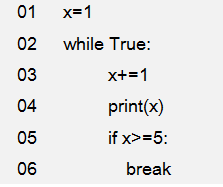 01 x=1
02 while True:
03 x+=1
04 print(x)
05 if x>=5:
06 break